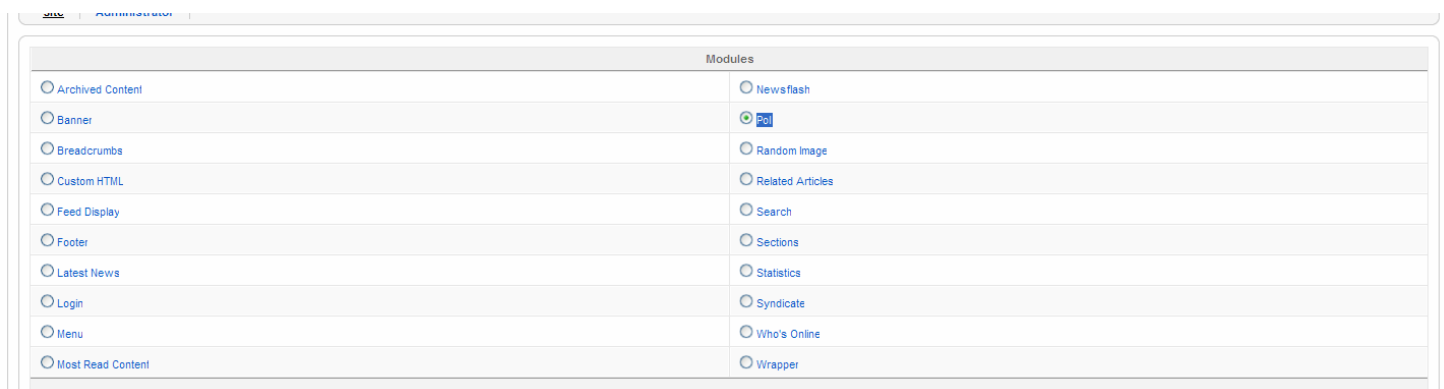 Site Administrator
Modules
Archived Content Newsflash
Banner Poll
Breadcrumbs Random Image
Custom HTML Related Articles
Feed Display Search
Footer Sections
Latest News Statistics
Login Syndicate
Menu Who's Online
Most Read Content Wrapper